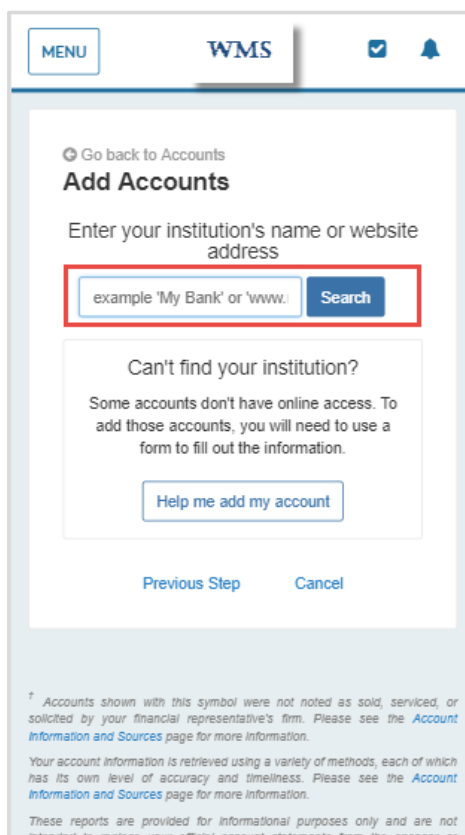 MENU
WMS
Go back to Accounts
Add Accounts
Enter your institution's name or website
address
example 'My Bank' or 'www.
Search
Can't find your institution?
Some accounts don't have online access. To
add those accounts, you will need to use a
form to fill out the information.
Help me add my account
Previous Step
Cancel
† Accounts shown with this symbol were not noted as sold, serviced, or
solicited by your financial representative's firm. Please see the Account
Information and Sources page for more information.
Your account information is retrieved using a variety of methods, each of which
has its own level of accuracy and timeliness. Please see the Account
Information and Sources page for more information.
These reports are provided for informational purposes only and are not